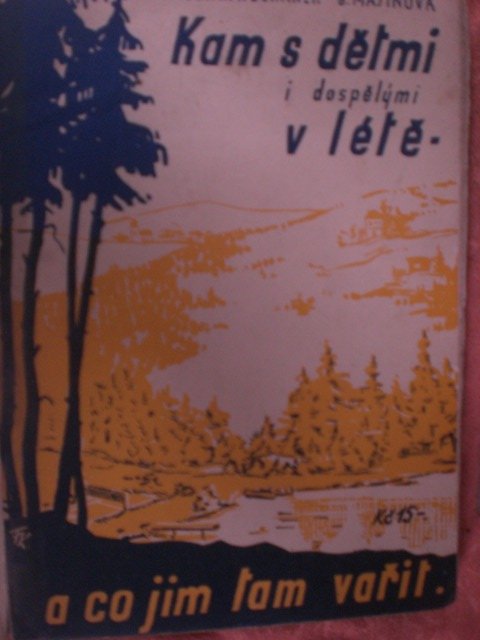 Kam s dětmi
i dospělými
v létě -
Kč 15-.
a co jim tam vařit.